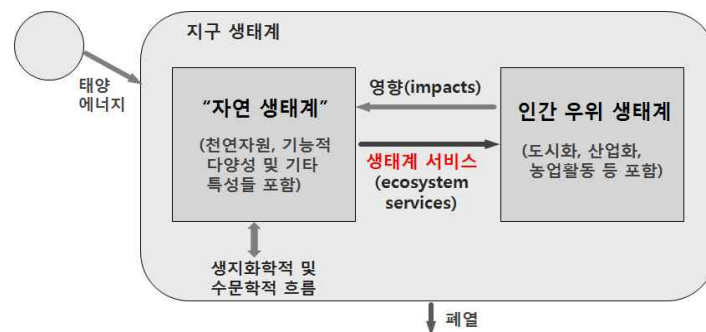 지구 생태계
태양
에너지
“자연 생태계”
(천연자원, 기능적
다양성 및 기타
특성들 포함)
영향(impacts)
생태계 서비스
(ecosystem
services)
인간 우위 생태계
(도시화, 산업화,
농업활동 등 포함)
생지화학적 및
수문학적 흐름
폐열